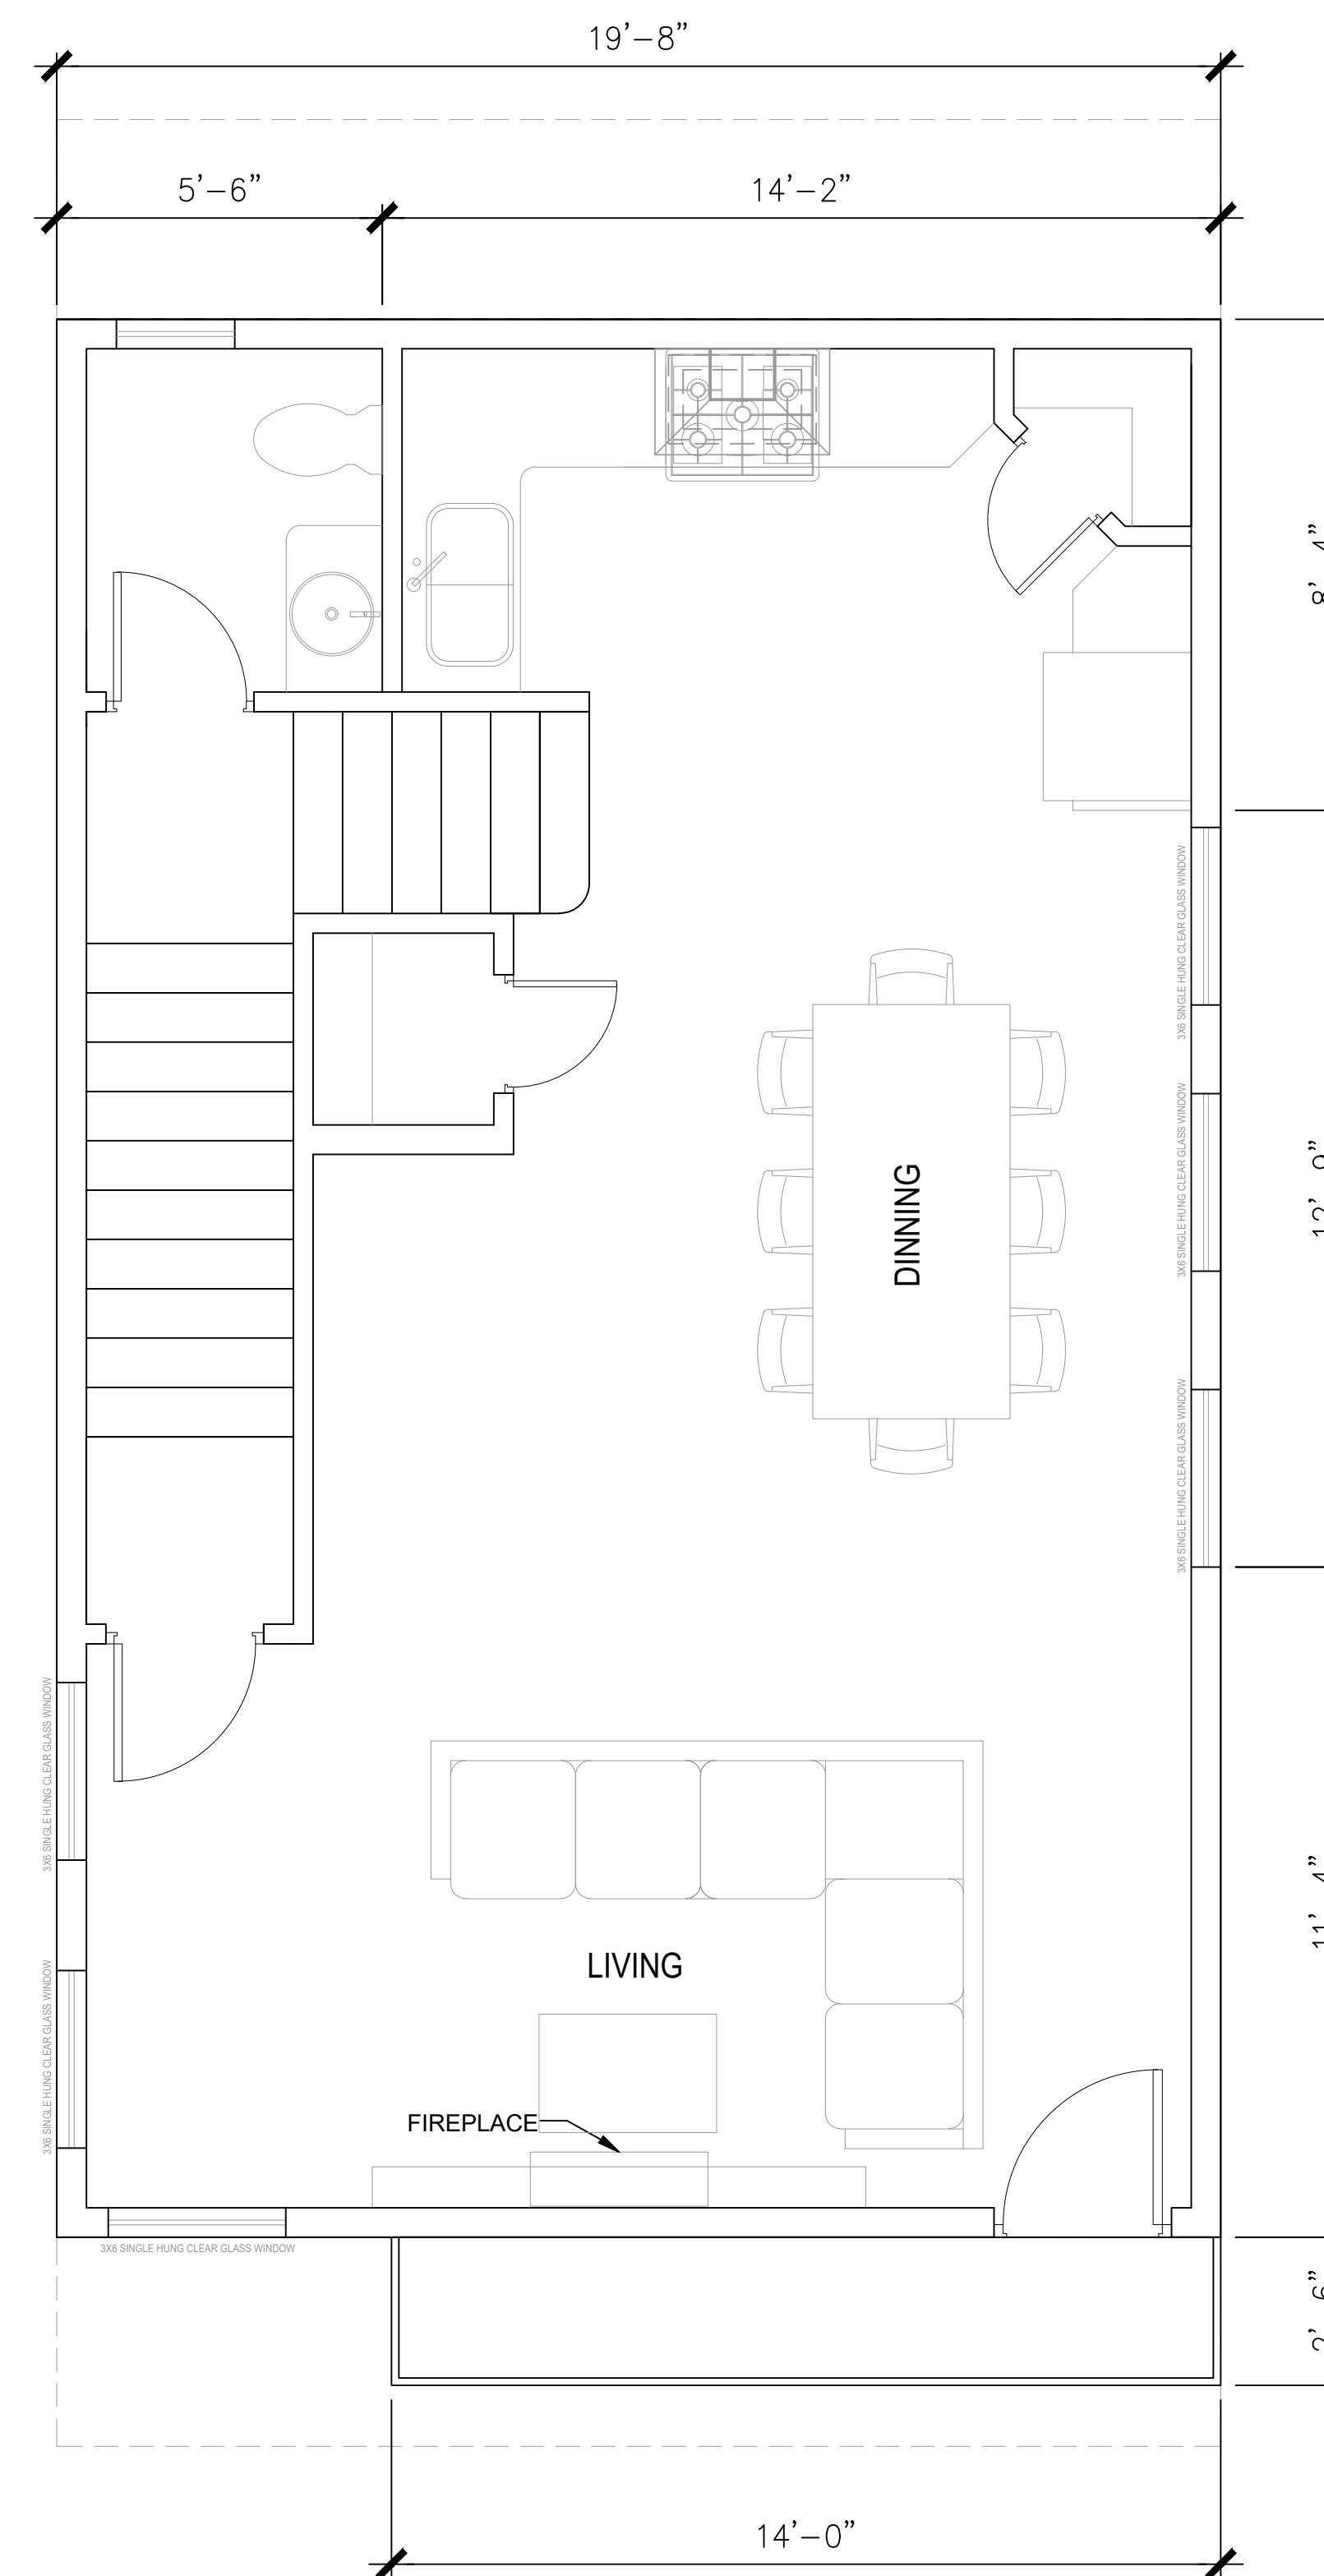 19’–8”
5’–6”
14’–2”
3X6 SINGLE HUNG CLEAR GLASS WINDOW
3X6 SINGLE HUNG CLEAR GLASS WINDOW
DINNING
3X6 SINGLE HUNG CLEAR GLASS WINDOW
3X6 SINGLE HUNG CLEAR GLASS WINDOW
LIVING
3X6 SINGLE HUNG CLEAR GLASS WINDOW
FIREPLACE
3X6 SINGLE HUNG CLEAR GLASS WINDOW
14’–0”